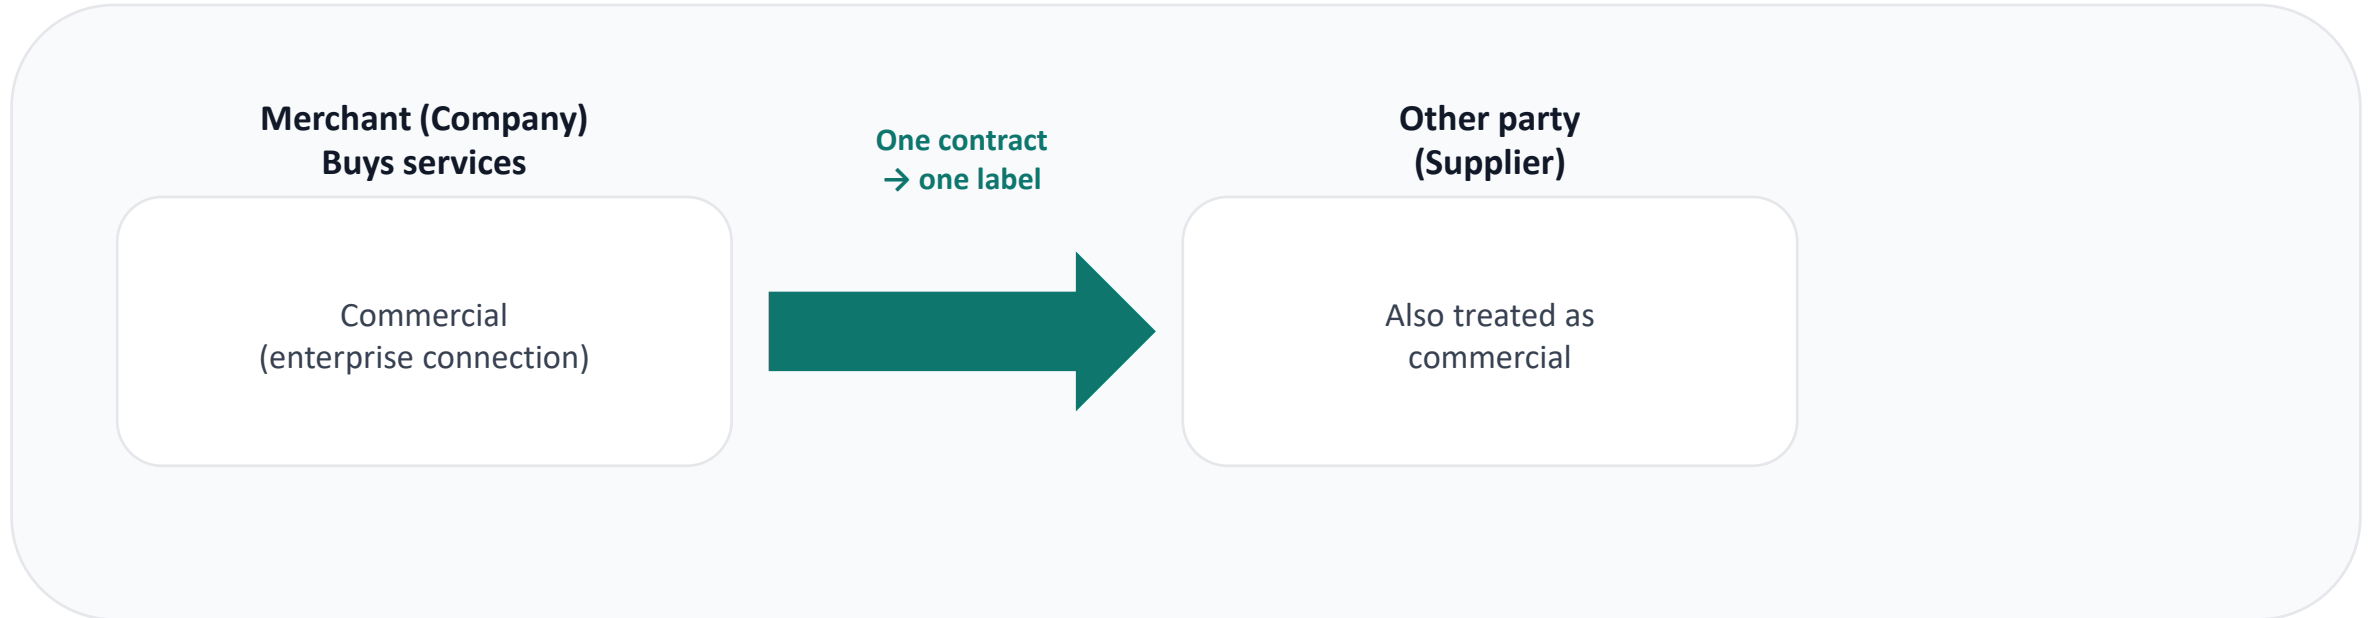 Merchant (Company)
Buys services
One contract
→ one label
Other party
(Supplier)
Commercial
(enterprise connection)
Also treated as
commercial